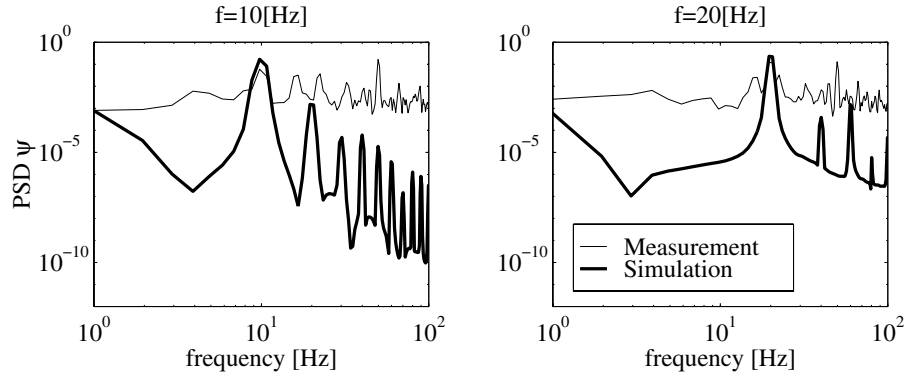 f=10[Hz]
PSD ψ
10^0
10^-5
10^-10
10^0 10^1 10^2
frequency [Hz]
f=20[Hz]
10^0
10^-5
10^-10
Measurement
Simulation
10^0 10^1 10^2
frequency [Hz]